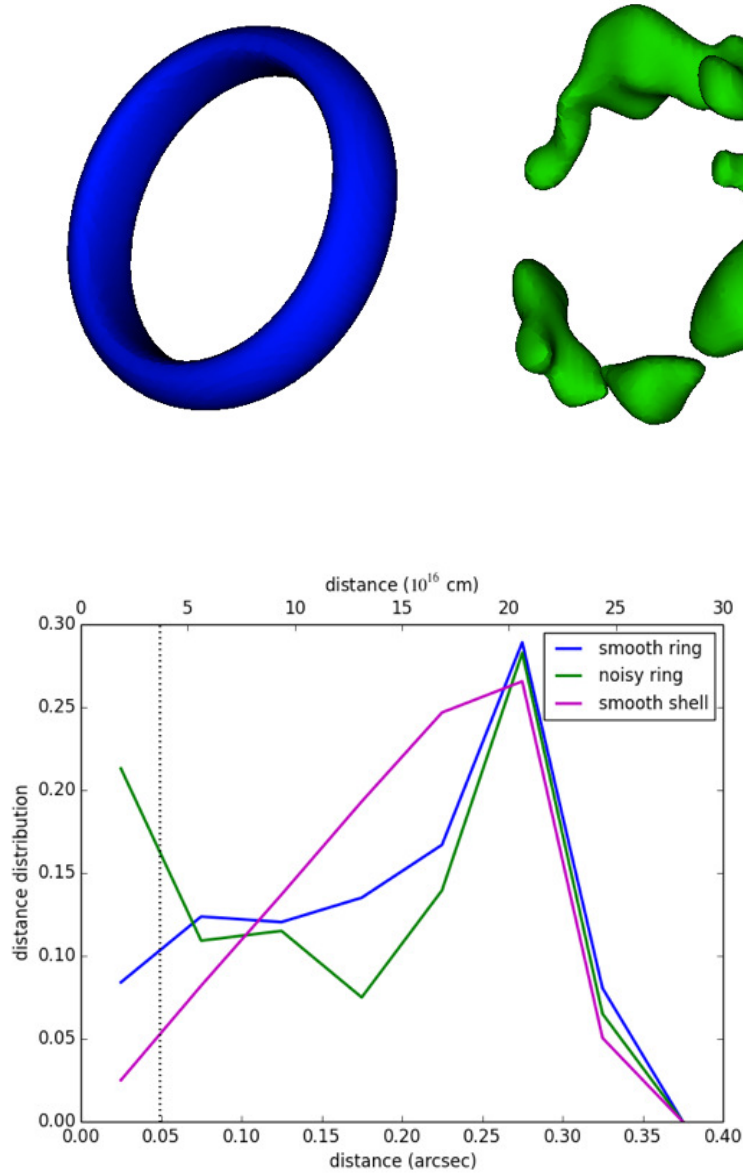 distance (10¹⁶ cm)
0 5 10 15 20 25 30
0.30
0.25
0.20
0.15
0.10
0.05
0.00
distance distribution
smooth ring
noisy ring
smooth shell
0.00 0.05 0.10 0.15 0.20 0.25 0.30 0.35 0.40
distance (arcsec)